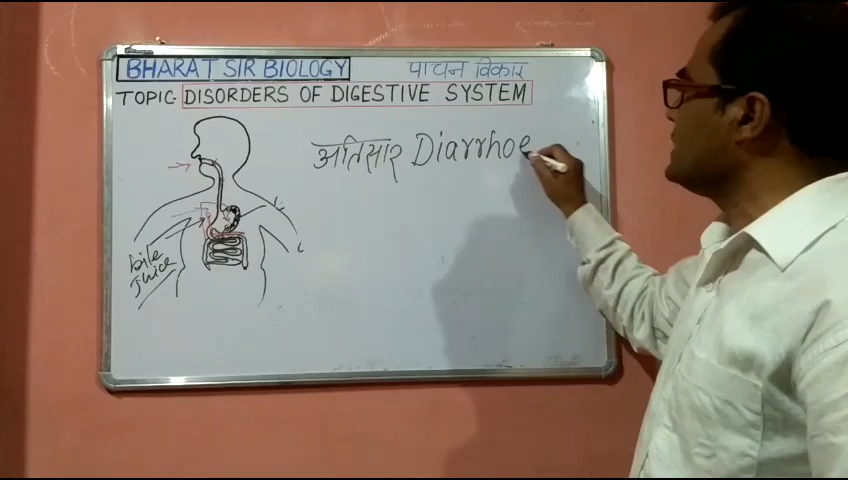 BHARAT SIR BIOLOGY पाचन विकार
TOPIC- DISORDERS OF DIGESTIVE SYSTEM
अतिसार Diarrhoe
bile
Juice